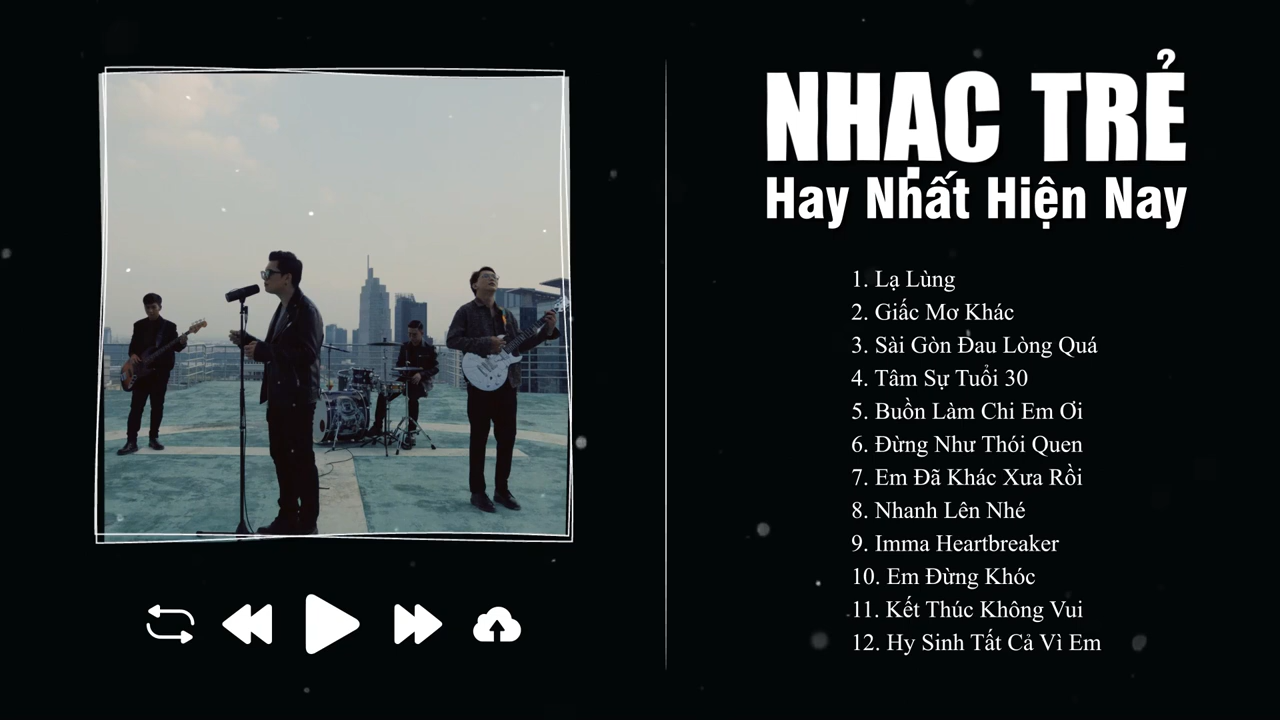 NHẠC TRẺ
Hay Nhất Hiện Nay
1. Lạ Lùng
2. Giấc Mơ Khác
3. Sài Gòn Đau Lòng Quá
4. Tâm Sự Tuổi 30
5. Buồn Làm Chi Em Ơi
6. Đừng Như Thói Quen
7. Em Đã Khác Xưa Rồi
8. Nhanh Lên Nhé
9. Imma Heartbreaker
10. Em Đừng Khóc
11. Kết Thúc Không Vui
12. Hy Sinh Tất Cả Vì Em